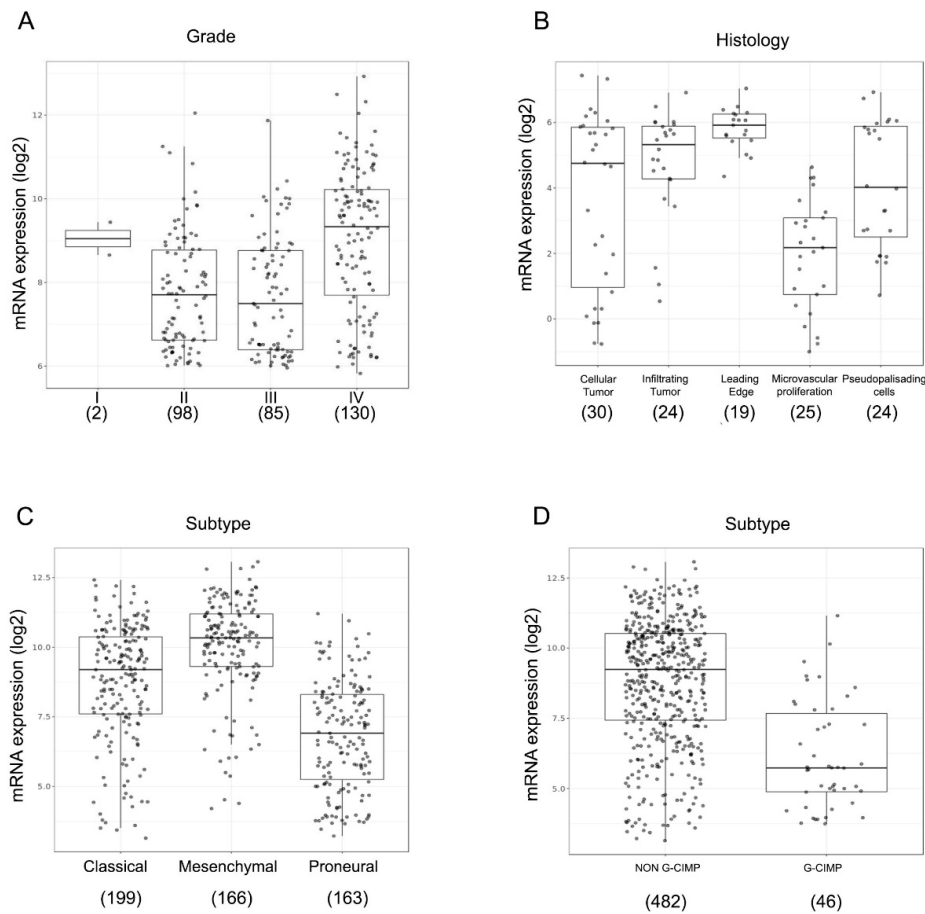 A
Grade
mRNA expression (log2)
12
10
8
6
I II III IV
(2) (98) (85) (130)
B
Histology
mRNA expression (log2)
6
4
2
0
Cellular Infiltrating Leading Microvascular Pseudopalisading
Tumor Tumor Edge proliferation cells
(30) (24) (19) (25) (24)
C
Subtype
mRNA expression (log2)
12.5
10.0
7.5
5.0
Classical Mesenchymal Proneural
(199) (166) (163)
D
Subtype
mRNA expression (log2)
12.5
10.0
7.5
5.0
NON G-CIMP G-CIMP
(482) (46)